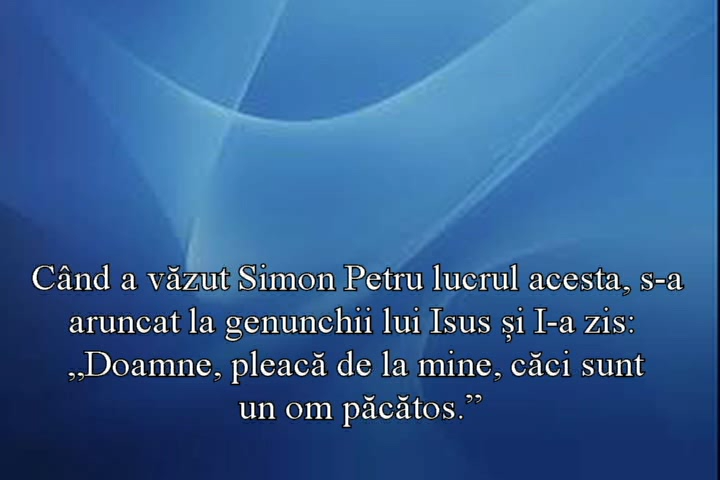 Când a văzut Simon Petru lucrul acesta, s-a
aruncat la genunchii lui Isus și I-a zis:
,,Doamne, pleacă de la mine, căci sunt
un om păcătos.”